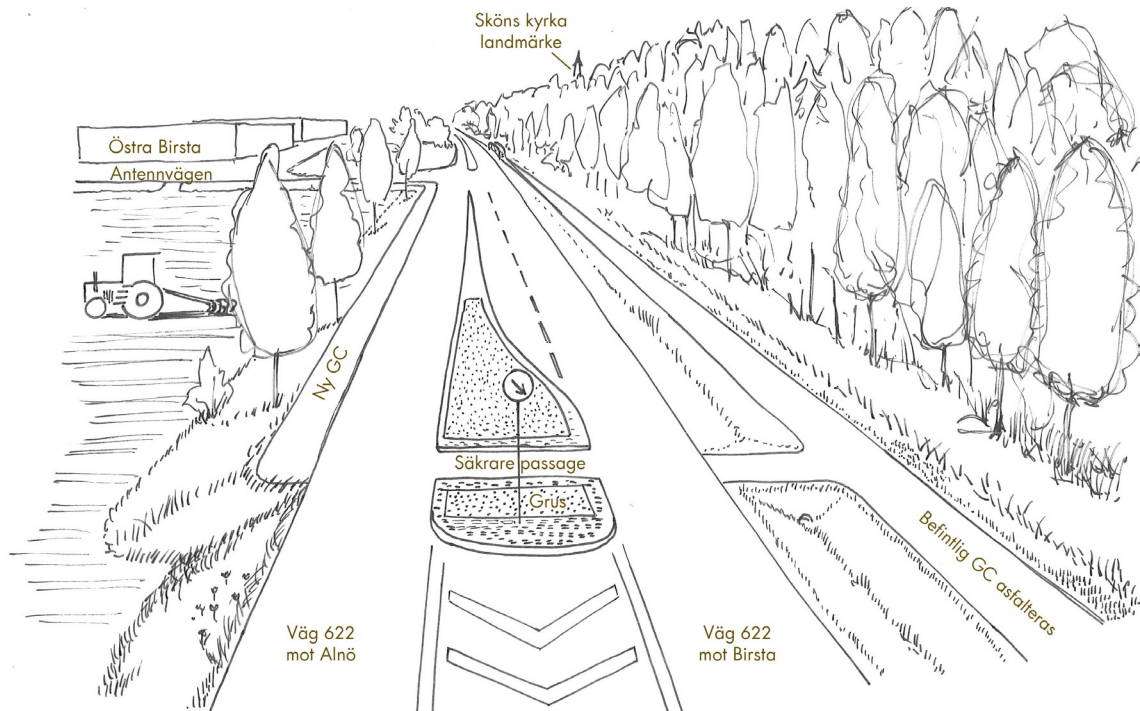 Sköns kyrka
landmärke
Östra Birsta
Antennvägen
Ny GC
Säkrare passage
Grus
Befintlig GC asfalteras
Väg 622
mot Alnö
Väg 622
mot Birsta